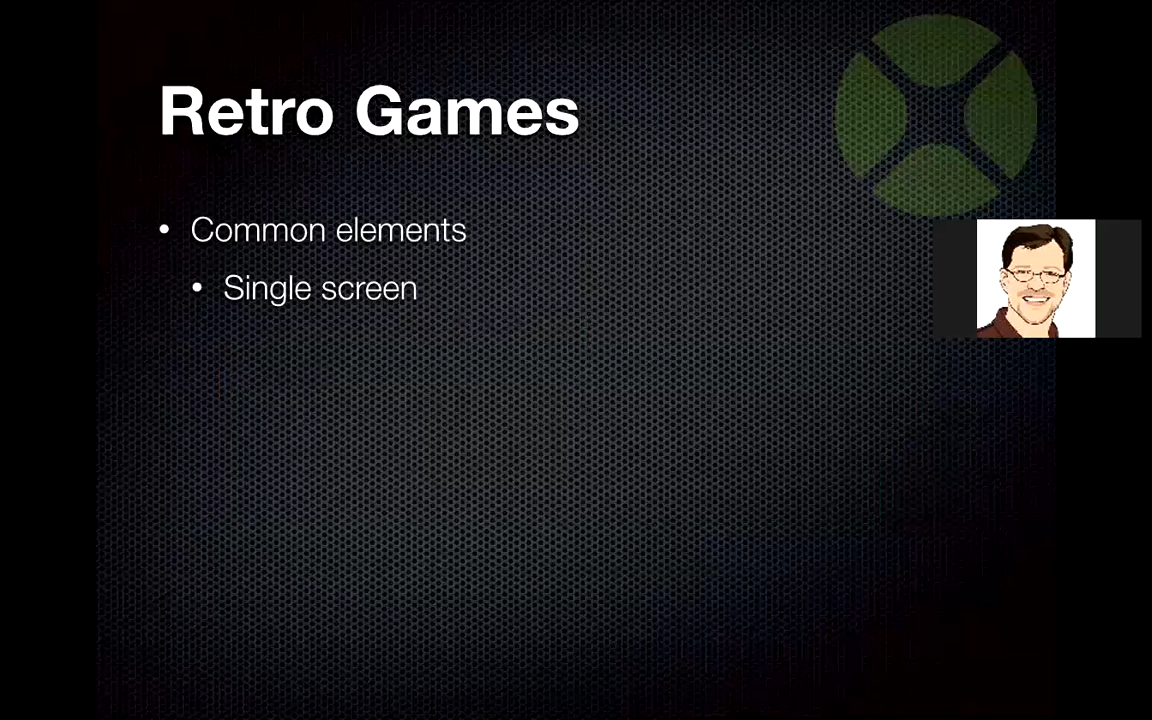 Retro Games
• Common elements
• Single screen